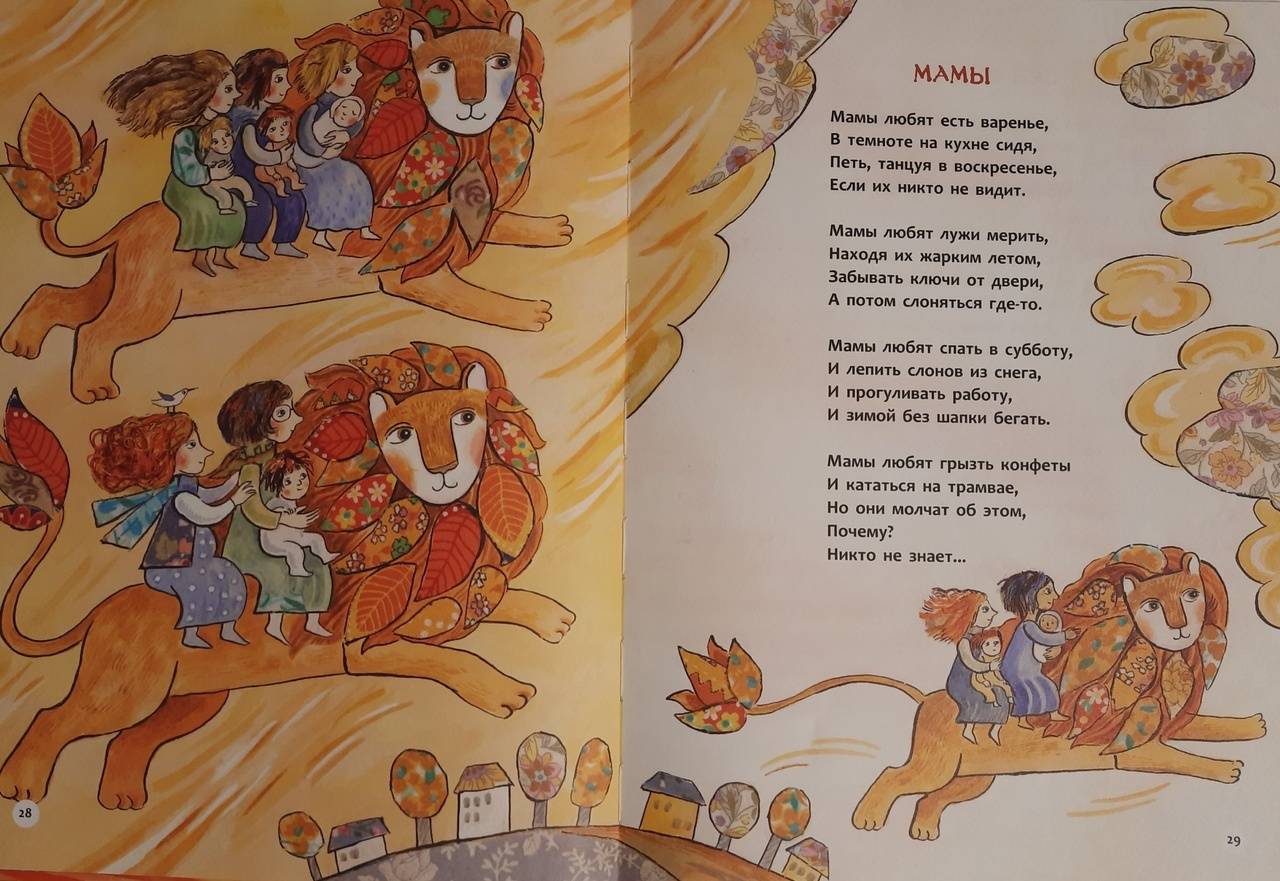 28
МАМЫ
Мамы любят есть варенье,
В темноте на кухне сидя,
Петь, танцуя в воскресенье,
Если их никто не видит.
Мамы любят лужи мерить,
Находя их жарким летом,
Забывать ключи от двери,
А потом слоняться где-то.
Мамы любят спать в субботу,
И лепить слонов из снега,
И прогуливать работу,
И зимой без шапки бегать.
Мамы любят грызть конфеты
И кататься на трамвае,
Но они молчат об этом,
Почему?
Никто не знает...
29